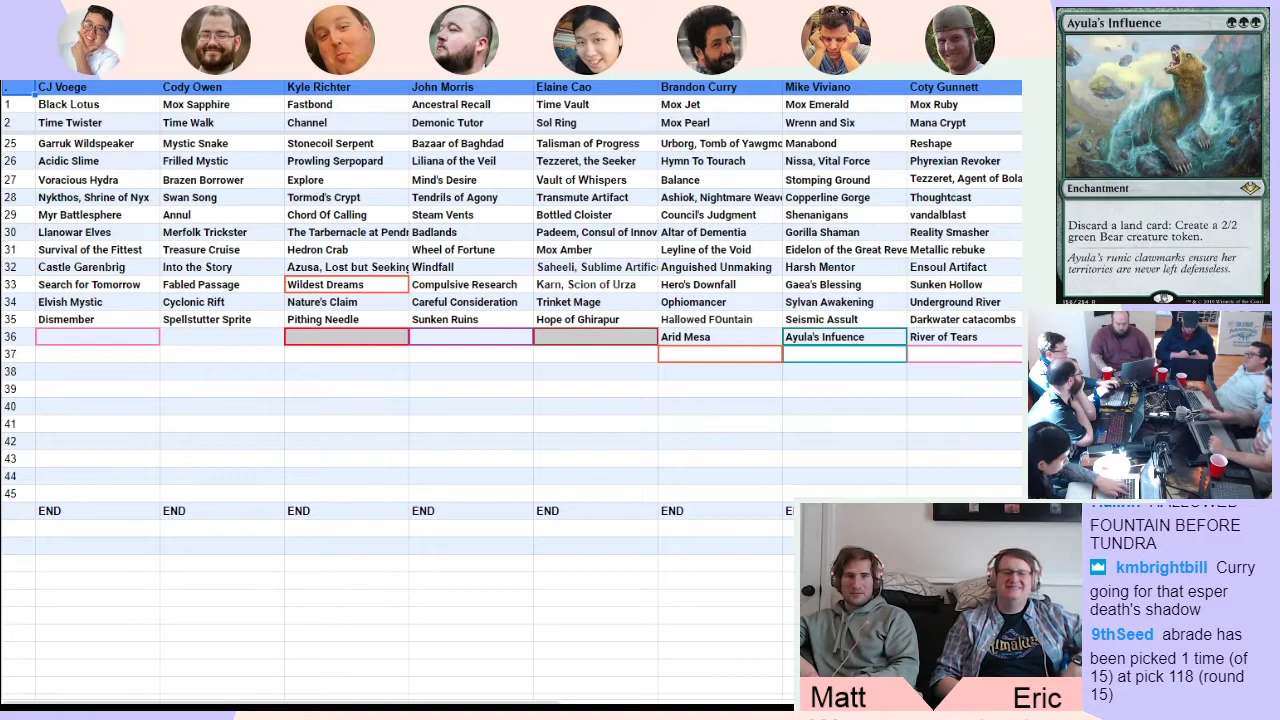 . CJ Voege Cody Owen Kyle Richter John Morris Elaine Cao Brandon Curry Mike Viviano Coty Gunnett
1 Black Lotus Mox Sapphire Fastbond Ancestral Recall Time Vault Mox Jet Mox Emerald Mox Ruby
2 Time Twister Time Walk Channel Demonic Tutor Sol Ring Mox Pearl Wrenn and Six Mana Crypt
25 Garruk Wildspeaker Mystic Snake Stonecoil Serpent Bazaar of Baghdad Talisman of Progress Urborg, Tomb of Yawgmo Manabond Reshape
26 Acidic Slime Frilled Mystic Prowling Serpopard Liliana of the Veil Tezzeret, the Seeker Hymn To Tourach Nissa, Vital Force Phyrexian Revoker
27 Voracious Hydra Brazen Borrower Explore Mind's Desire Vault of Whispers Balance Stomping Ground Tezzeret, Agent of Bola
28 Nykthos, Shrine of Nyx Swan Song Tormod's Crypt Tendrils of Agony Transmute Artifact Ashiok, Nightmare Weave Copperline Gorge Thoughtcast
29 Myr Battlesphere Annul Chord Of Calling Steam Vents Bottled Cloister Council's Judgment Shenanigans vandalblast
30 Llanowar Elves Merfolk Trickster The Tarbernacle at Pendr Badlands Padeem, Consul of Innov Altar of Dementia Gorilla Shaman Reality Smasher
31 Survival of the Fittest Treasure Cruise Hedron Crab Wheel of Fortune Mox Amber Leyline of the Void Eidelon of the Great Reve Metallic rebuke
32 Castle Garenbrig Into the Story Azusa, Lost but Seeking Windfall Saheeli, Sublime Artific Anguished Unmaking Harsh Mentor Ensoul Artifact
33 Search for Tomorrow Fabled Passage Wildest Dreams Compulsive Research Karn, Scion of Urza Hero's Downfall Gaea's Blessing Sunken Hollow
34 Elvish Mystic Cyclonic Rift Nature's Claim Careful Consideration Trinket Mage Ophiomancer Sylvan Awakening Underground River
35 Dismember Spellstutter Sprite Pithing Needle Sunken Ruins Hope of Ghirapur Hallowed FOuntain Seismic Assult Darkwater catacombs
36 Arid Mesa Ayula's Infuence River of Tears
37
38
39
40
41
42
43
44
45
END END END END END END
Ayula's Influence
Enchantment
Discard a land card: Create a 2/2
green Bear creature token.
Ayula's runic clawmarks ensure her
territories are never left defenseless.
FOUNTAIN BEFORE
TUNDRA
kmbrightbill Curry
going for that esper
death's shadow
9thSeed abrade has
been picked 1 time (of
15) at pick 118 (round
15)
Matt Eric